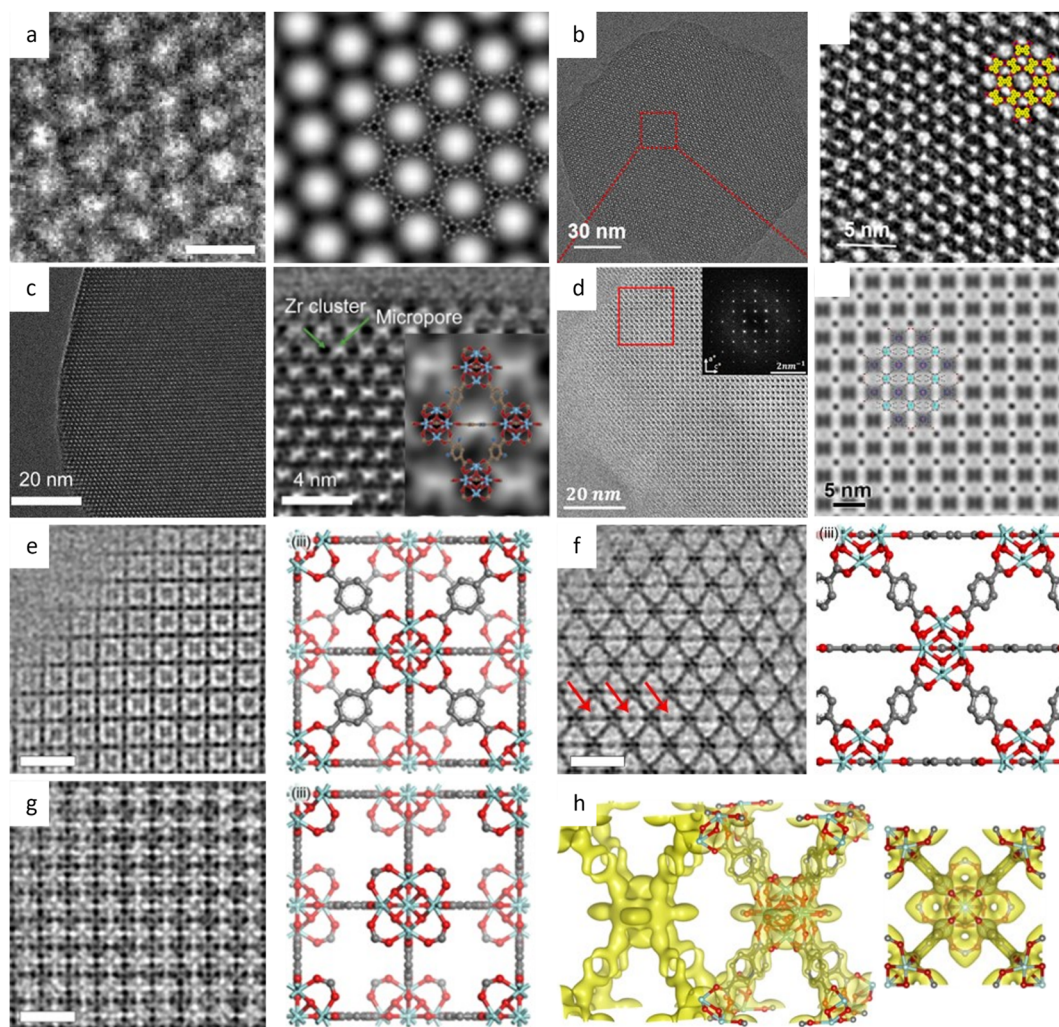 a
b
30 nm
5 nm
c
20 nm
Zr cluster
Micropore
4 nm
d
2nm⁻¹
20 nm
5 nm
e
(iii)
f
(iii)
g
(iii)
h